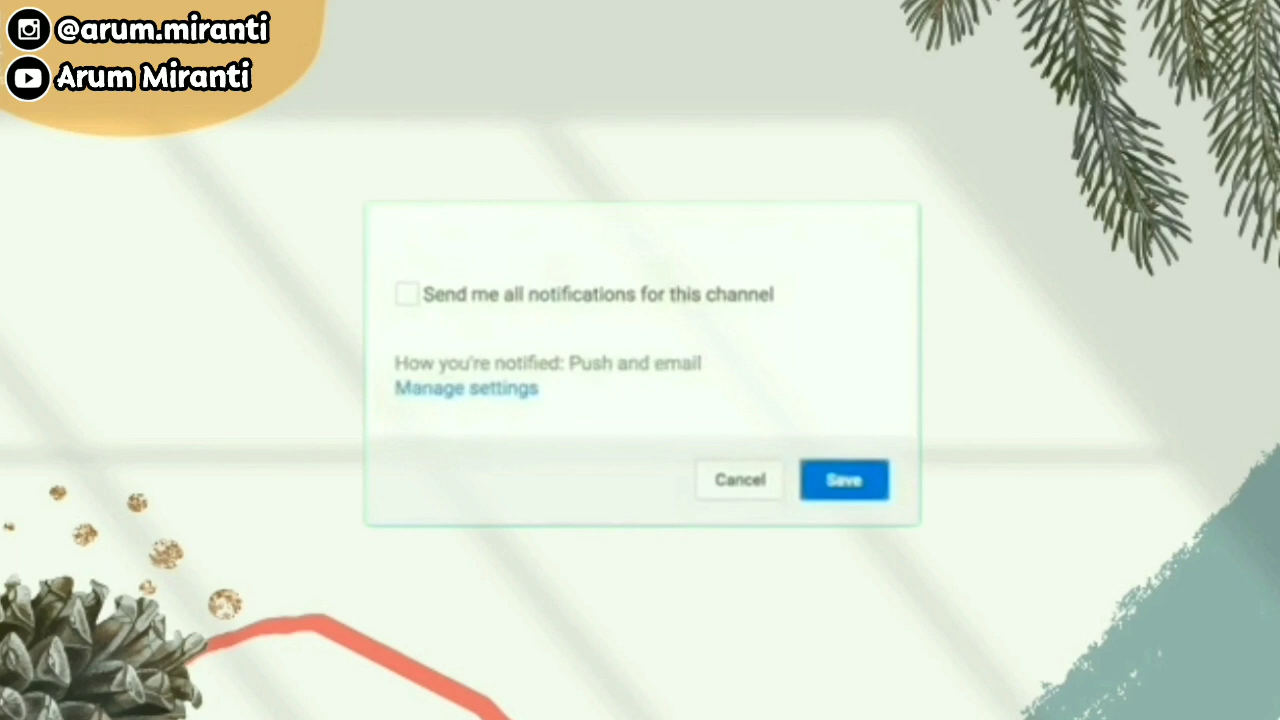 @arum.miranti
Arum Miranti
Send me all notifications for this channel
How you're notified: Push and email
Manage settings
Cancel
Save